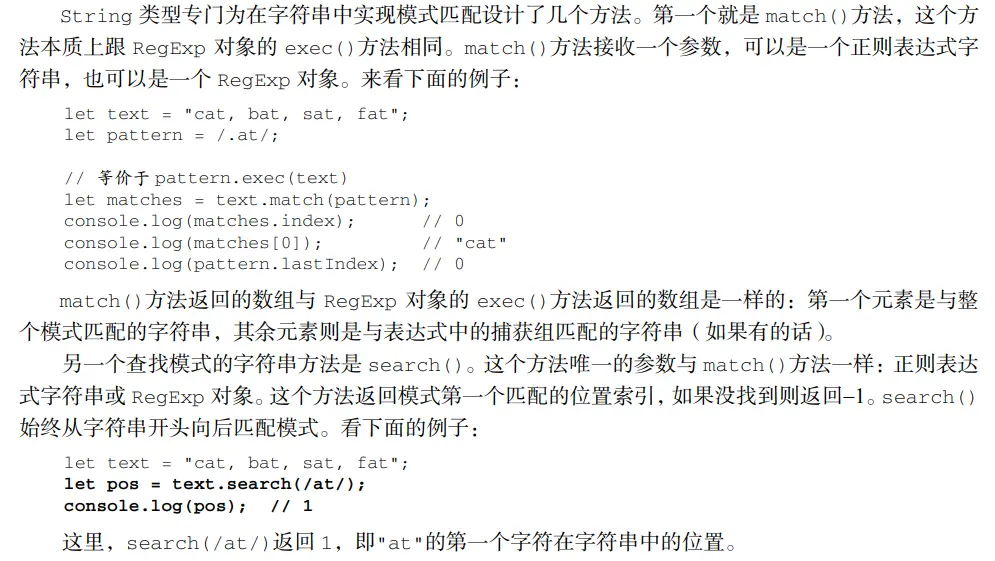 String 类型专门为在字符串中实现模式匹配设计了几个方法。第一个就是 match()方法，这个方
法本质上跟 RegExp 对象的 exec()方法相同。match()方法接收一个参数，可以是一个正则表达式字
符串，也可以是一个 RegExp 对象。来看下面的例子：
let text = "cat, bat, sat, fat";
let pattern = /.at/;
// 等价于pattern.exec(text)
let matches = text.match(pattern);
console.log(matches.index);      // 0
console.log(matches[0]);         // "cat"
console.log(pattern.lastIndex);  // 0
match()方法返回的数组与 RegExp 对象的 exec()方法返回的数组是一样的：第一个元素是与整
个模式匹配的字符串，其余元素则是与表达式中的捕获组匹配的字符串（如果有的话）。
另一个查找模式的字符串方法是 search()。这个方法唯一的参数与 match()方法一样：正则表达
式字符串或 RegExp 对象。这个方法返回模式第一个匹配的位置索引，如果没找到则返回–1。search()
始终从字符串开头向后匹配模式。看下面的例子：
let text = "cat, bat, sat, fat";
let pos = text.search(/at/);
console.log(pos);  // 1
这里，search(/at/)返回 1，即"at"的第一个字符在字符串中的位置。